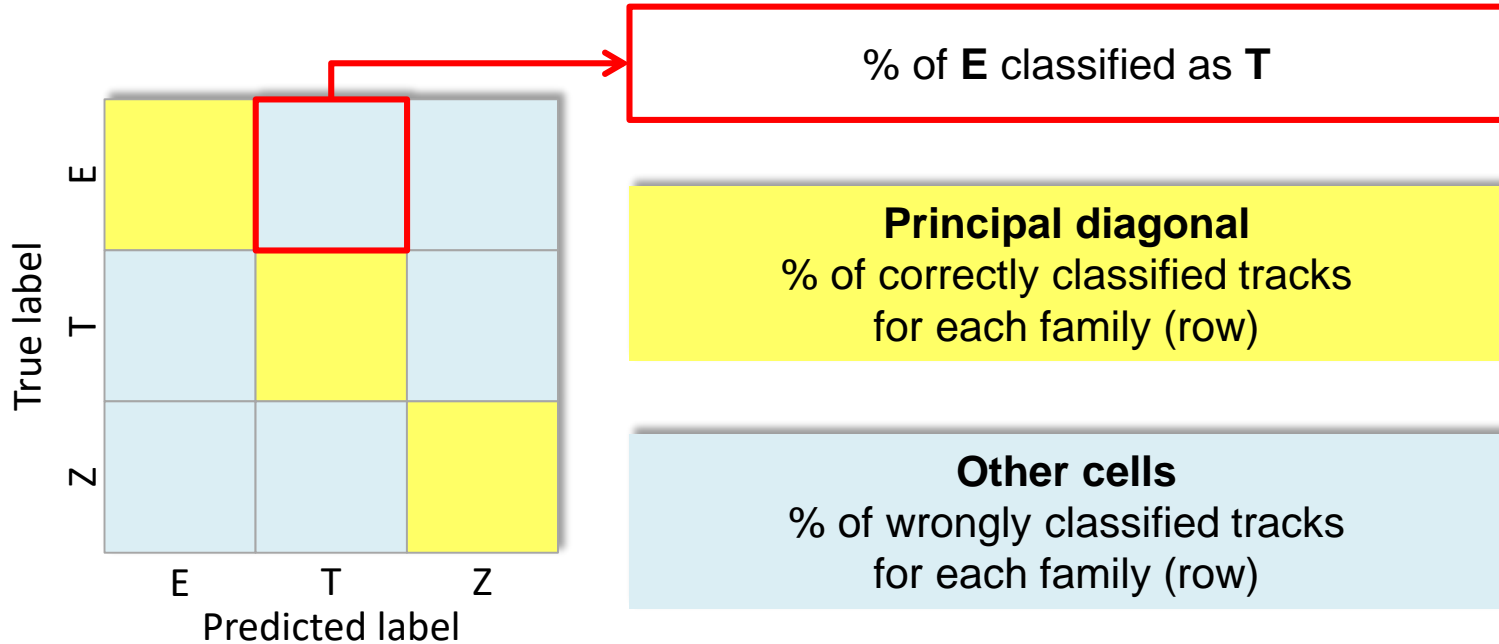 % of E classified as T
Principal diagonal
% of correctly classified tracks
for each family (row)
Other cells
% of wrongly classified tracks
for each family (row)
True label
E
T
Z
E T Z
Predicted label